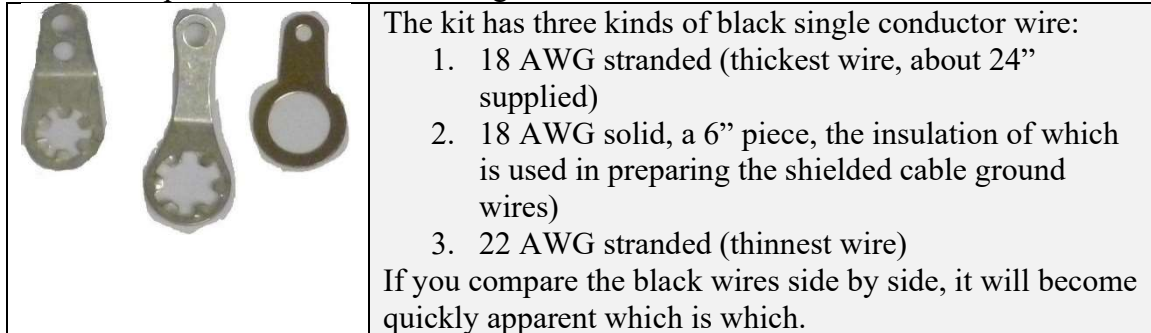 The kit has three kinds of black single conductor wire:
1. 18 AWG stranded (thickest wire, about 24”
supplied)
2. 18 AWG solid, a 6” piece, the insulation of which
is used in preparing the shielded cable ground
wires)
3. 22 AWG stranded (thinnest wire)
If you compare the black wires side by side, it will become
quickly apparent which is which.